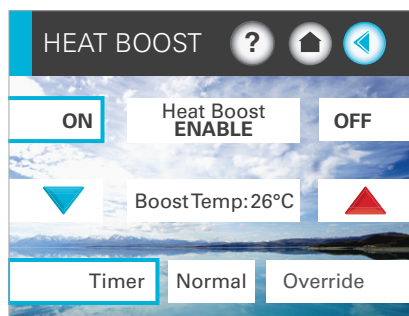 HEAT BOOST ?
ON Heat Boost OFF
ENABLE
Boost Temp: 26°C
Timer Normal Override